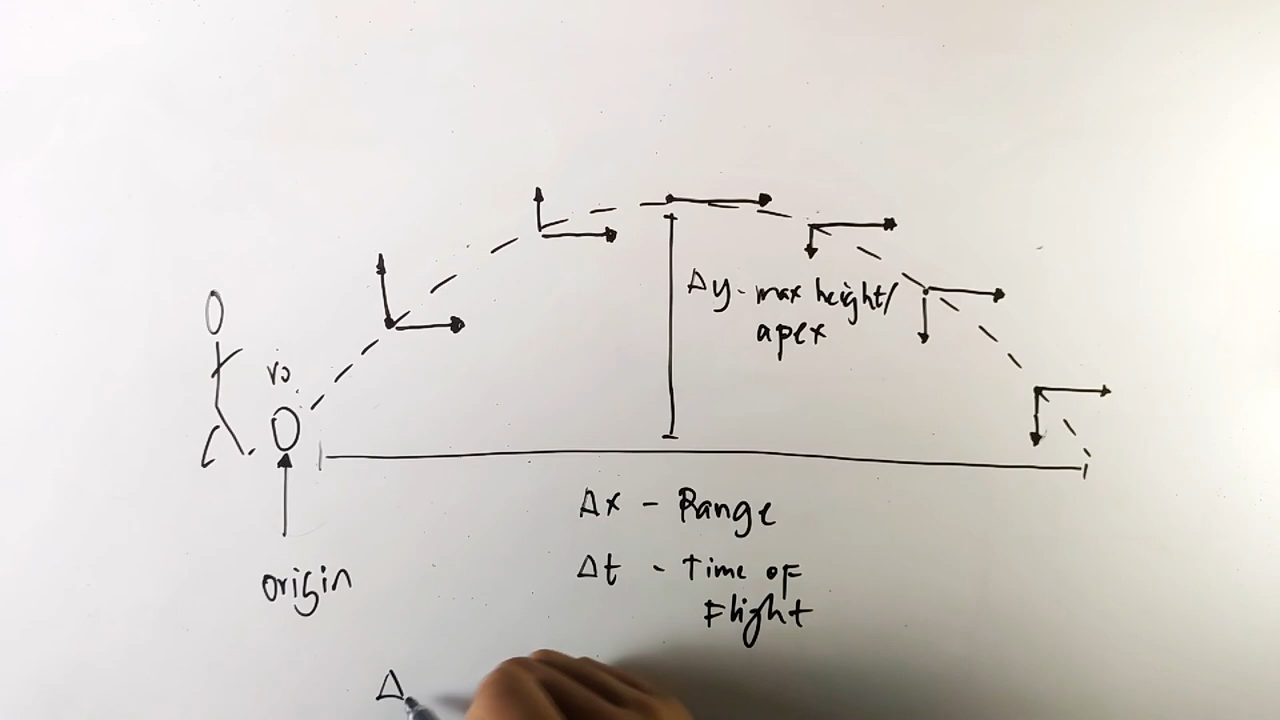 Δy - max height/
apex
v₀.
Δx - Range
Δt - Time of
Flight
origin
Δ